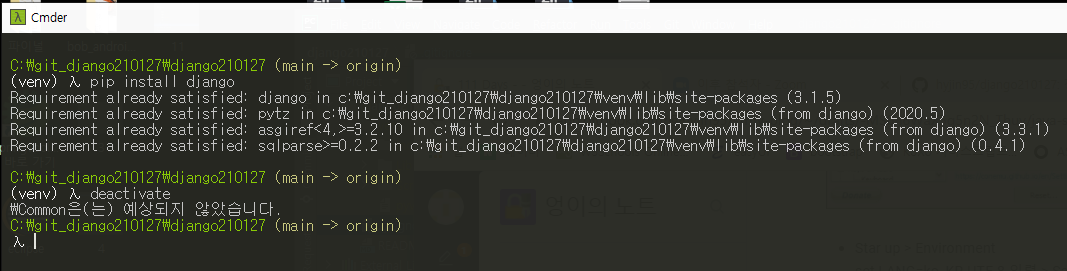 Cmder
C:₩git_django210127₩django210127 (main -> origin)
(venv) λ pip install django
Requirement already satisfied: django in c:₩git_django210127₩django210127₩venv₩lib₩site-packages (3.1.5)
Requirement already satisfied: pytz in c:₩git_django210127₩django210127₩venv₩lib₩site-packages (from django) (2020.5)
Requirement already satisfied: asgiref<4,>=3.2.10 in c:₩git_django210127₩django210127₩venv₩lib₩site-packages (from django) (3.3.1)
Requirement already satisfied: sqlparse>=0.2.2 in c:₩git_django210127₩django210127₩venv₩lib₩site-packages (from django) (0.4.1)
C:₩git_django210127₩django210127 (main -> origin)
(venv) λ deactivate
₩Common은(는) 예상되지 않았습니다.
C:₩git_django210127₩django210127 (main -> origin)
λ